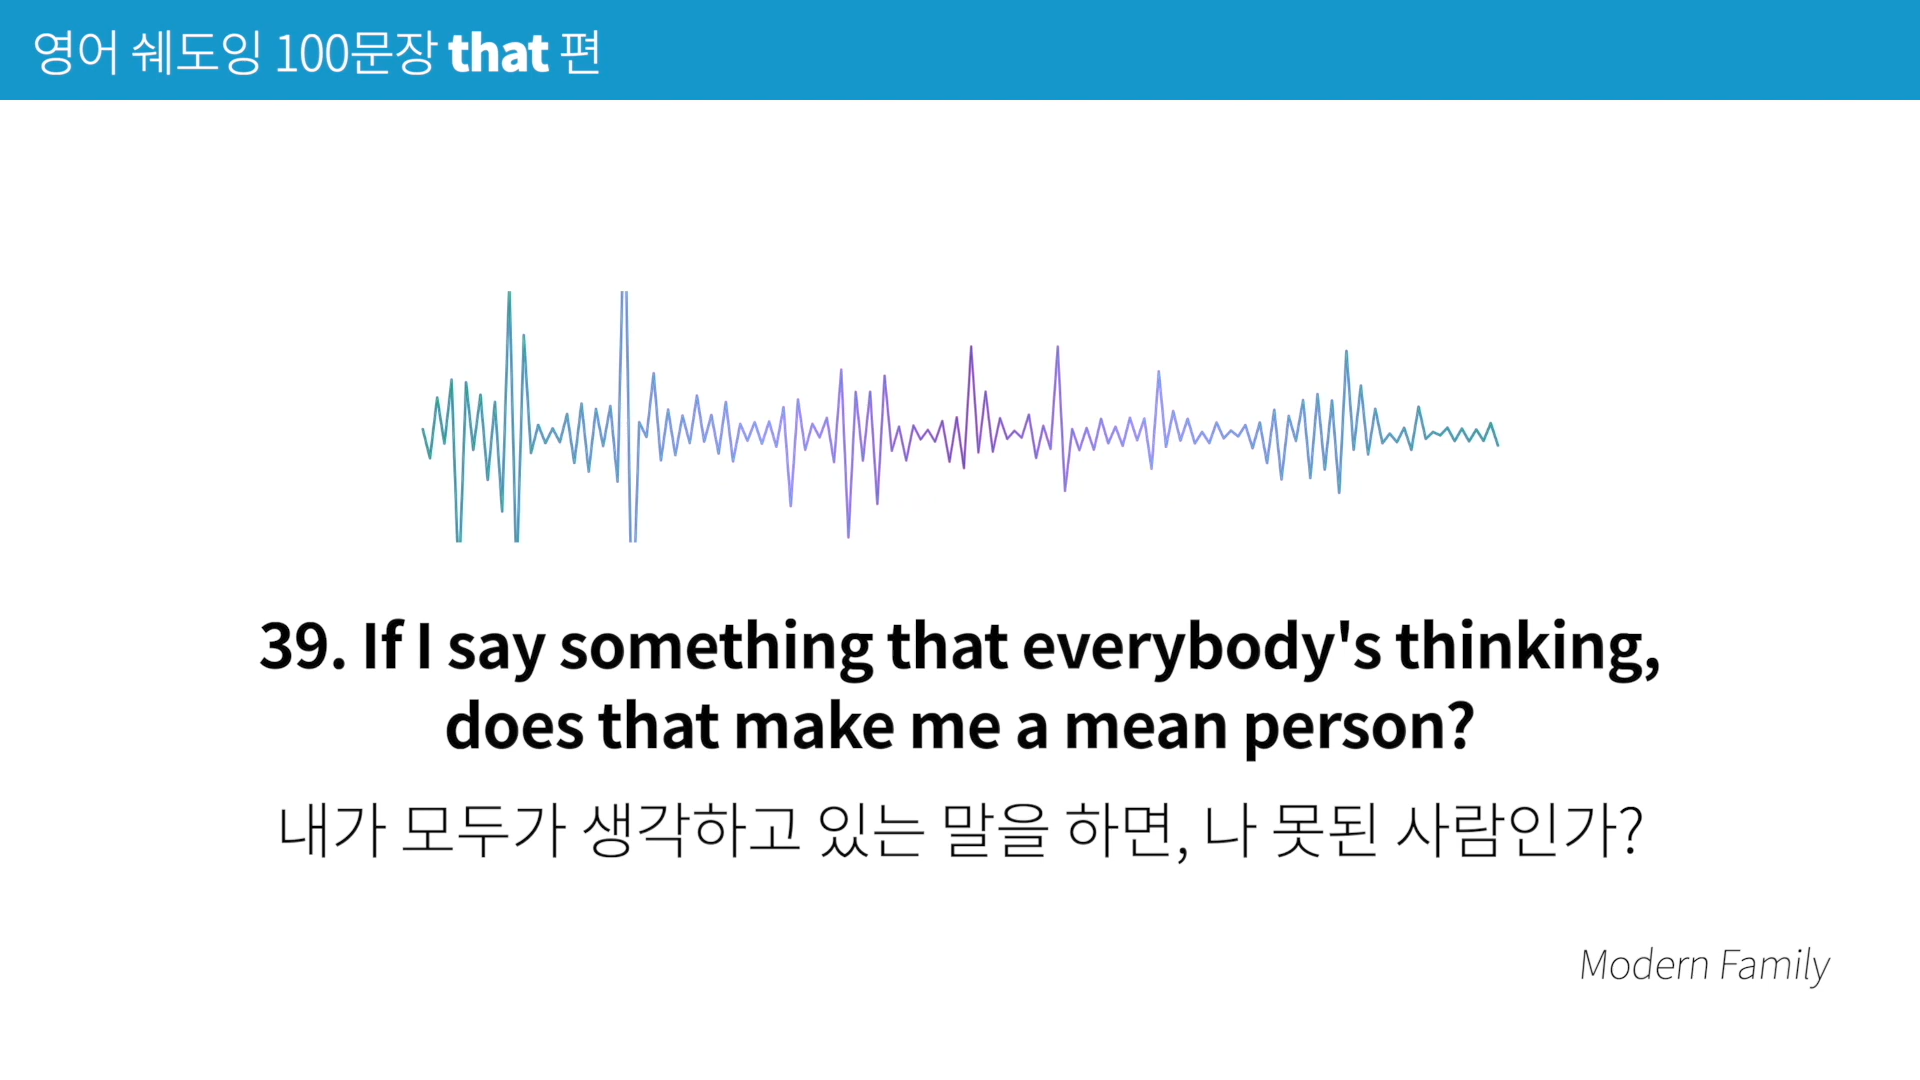 영어 쉐도잉 100문장 that 편
39. If I say something that everybody's thinking,
does that make me a mean person?
내가 모두가 생각하고 있는 말을 하면, 나 못된 사람인가?
Modern Family